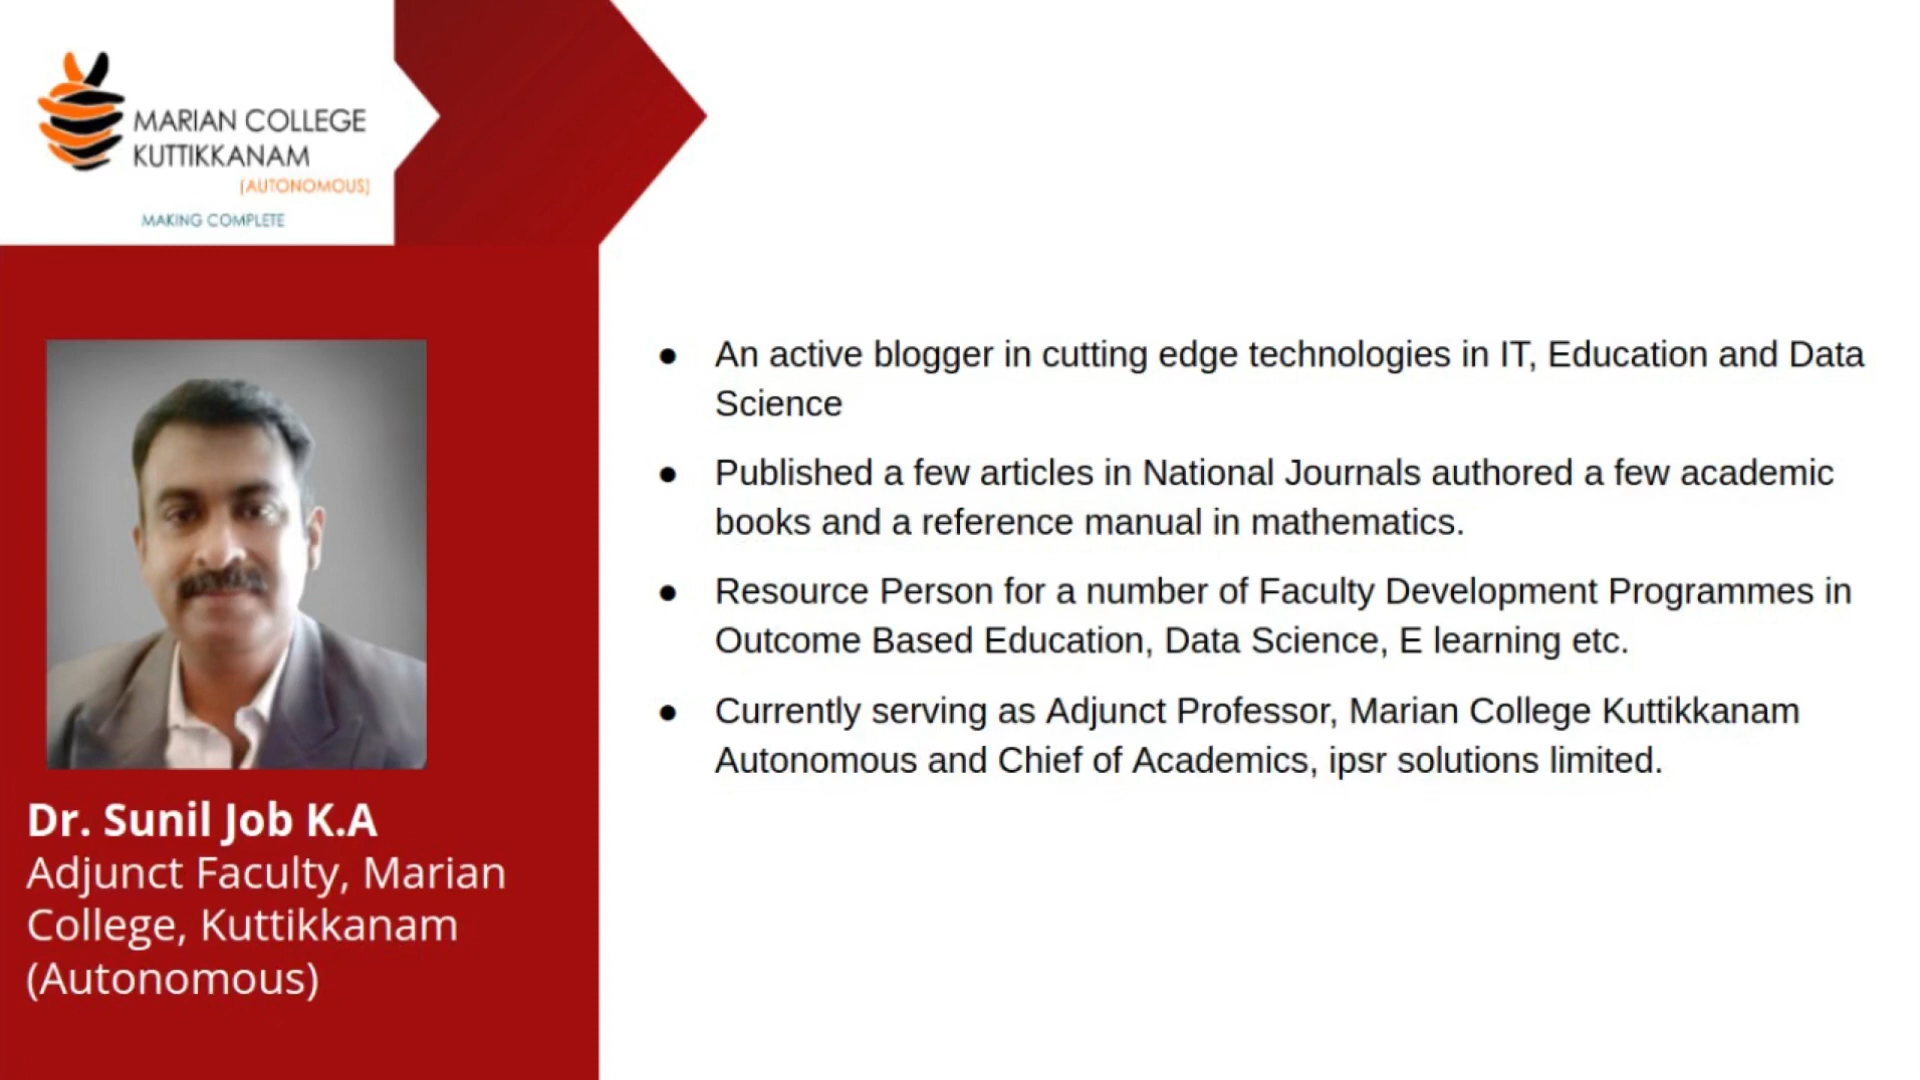 MARIAN COLLEGE
KUTTIKKANAM
(AUTONOMOUS)
MAKING COMPLETE
Dr. Sunil Job K.A
Adjunct Faculty, Marian
College, Kuttikkanam
(Autonomous)
● An active blogger in cutting edge technologies in IT, Education and Data
Science
● Published a few articles in National Journals authored a few academic
books and a reference manual in mathematics.
● Resource Person for a number of Faculty Development Programmes in
Outcome Based Education, Data Science, E learning etc.
● Currently serving as Adjunct Professor, Marian College Kuttikkanam
Autonomous and Chief of Academics, ipsr solutions limited.